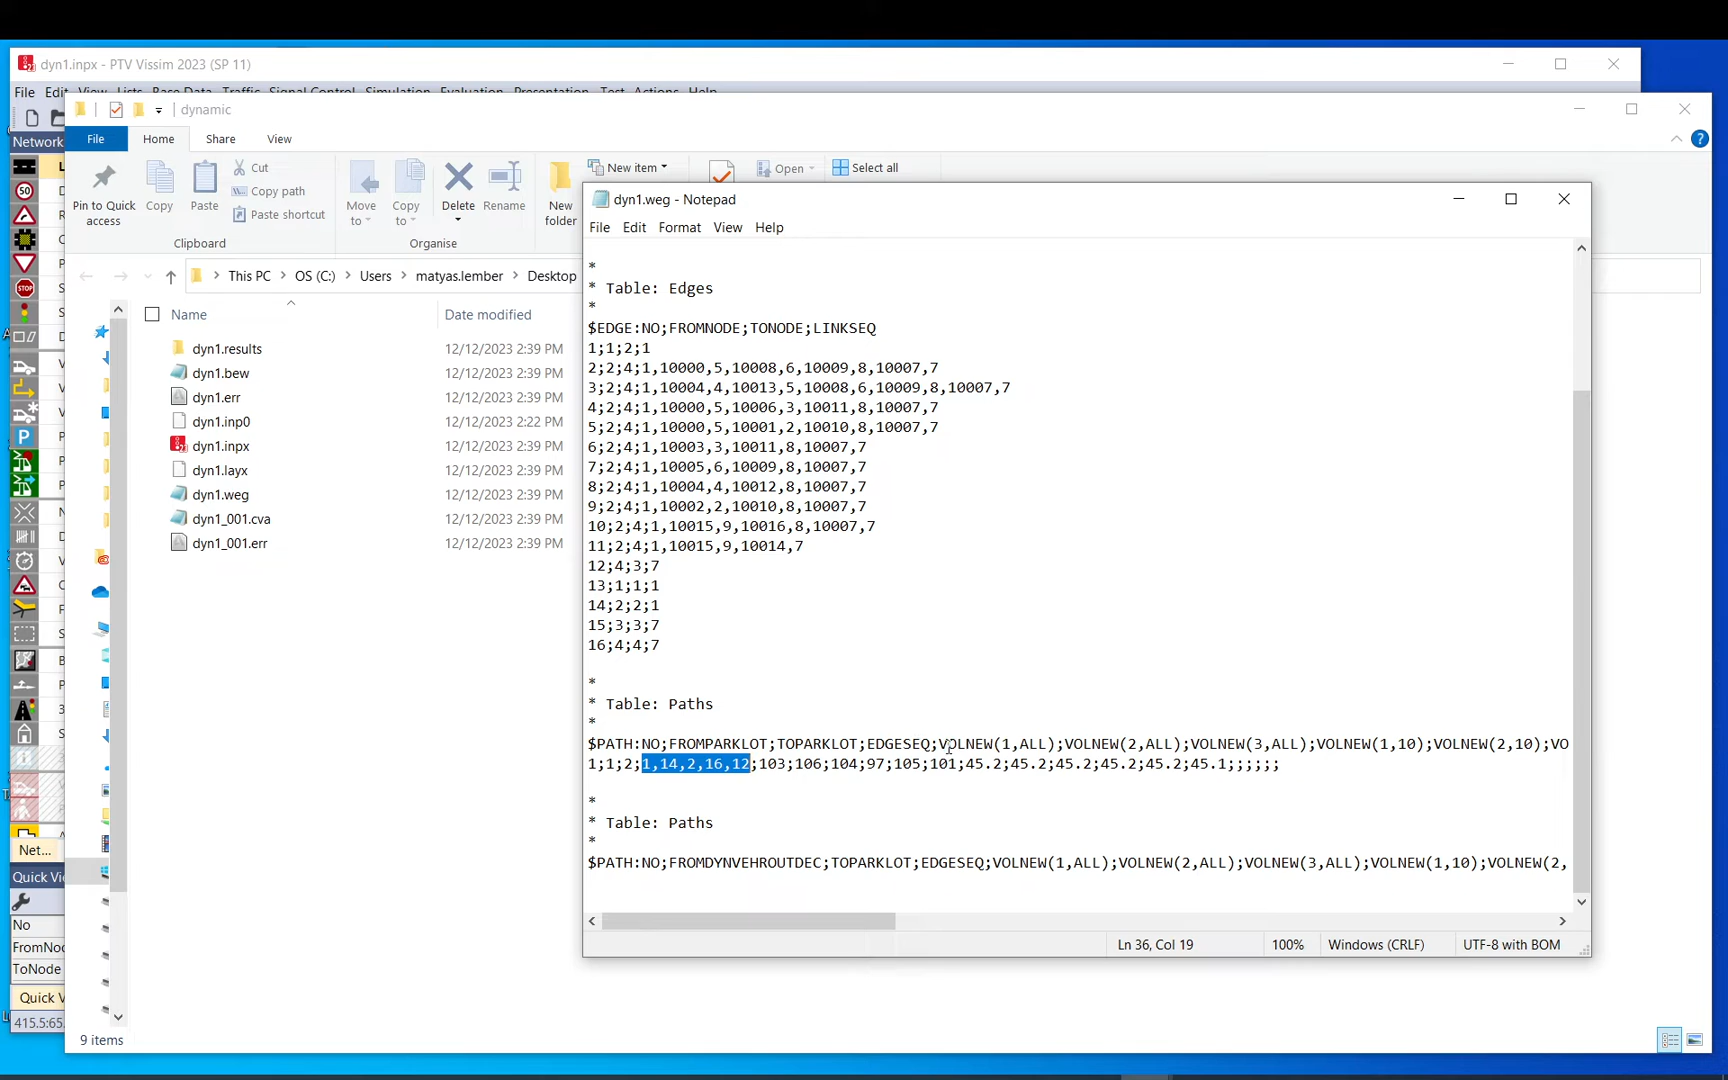 dyn1.inpx - PTV Vissim 2023 (SP 11)
File Edit View Lists Base Data Traffic Signal Control Simulation Evaluation Presentation Test Actions Help
dynamic
Network
File Home Share View
Cut
Copy path
Paste shortcut
Pin to Quick access
Copy
Paste
Clipboard
Move to
Copy to
Delete
Rename
Organise
New folder
New item
Open
Select all
This PC > OS (C:) > Users > matyas.lember > Desktop
Name Date modified
dyn1.results 12/12/2023 2:39 PM
dyn1.bew 12/12/2023 2:39 PM
dyn1.err 12/12/2023 2:39 PM
dyn1.inp0 12/12/2023 2:22 PM
dyn1.inpx 12/12/2023 2:39 PM
dyn1.layx 12/12/2023 2:39 PM
dyn1.weg 12/12/2023 2:39 PM
dyn1_001.cva 12/12/2023 2:39 PM
dyn1_001.err 12/12/2023 2:39 PM
dyn1.weg - Notepad
File Edit Format View Help
*
* Table: Edges
*
$EDGE:NO;FROMNODE;TONODE;LINKSEQ
1;1;2;1
2;2;4;1,10000,5,10008,6,10009,8,10007,7
3;2;4;1,10004,4,10013,5,10008,6,10009,8,10007,7
4;2;4;1,10000,5,10006,3,10011,8,10007,7
5;2;4;1,10000,5,10001,2,10010,8,10007,7
6;2;4;1,10003,3,10011,8,10007,7
7;2;4;1,10005,6,10009,8,10007,7
8;2;4;1,10004,4,10012,8,10007,7
9;2;4;1,10002,2,10010,8,10007,7
10;2;4;1,10015,9,10016,8,10007,7
11;2;4;1,10015,9,10014,7
12;4;3;7
13;1;1;1
14;2;2;1
15;3;3;7
16;4;4;7
*
* Table: Paths
*
$PATH:NO;FROMPARKLOT;TOPARKLOT;EDGESEQ;VOLNEW(1,ALL);VOLNEW(2,ALL);VOLNEW(3,ALL);VOLNEW(1,10);VOLNEW(2,10);VO
1;1;2;1,14,2,16,12;103;106;104;97;105;101;45.2;45.2;45.2;45.2;45.2;45.1;;;;;;
*
* Table: Paths
*
$PATH:NO;FROMDYNVEHROUTDEC;TOPARKLOT;EDGESEQ;VOLNEW(1,ALL);VOLNEW(2,ALL);VOLNEW(3,ALL);VOLNEW(1,10);VOLNEW(2,
Ln 36, Col 19 100% Windows (CRLF) UTF-8 with BOM
Net...
Quick Vi
No
FromNod
ToNode
Quick V
415.5:65.
9 items